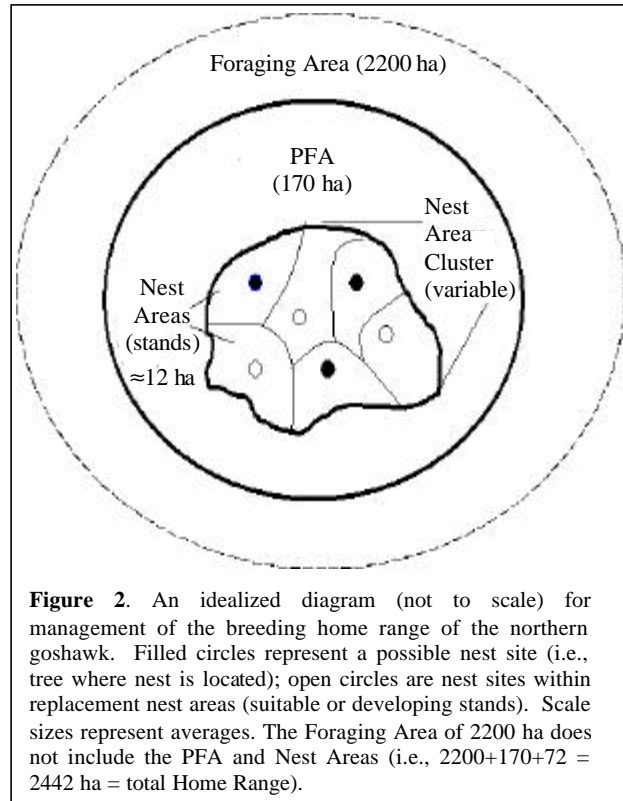 Foraging Area (2200 ha)
PFA
(170 ha)
Nest
Area
Cluster
(variable)
Nest
Areas
(stands)
≈12 ha
Figure 2. An idealized diagram (not to scale) for
management of the breeding home range of the northern
goshawk. Filled circles represent a possible nest site (i.e.,
tree where nest is located); open circles are nest sites within
replacement nest areas (suitable or developing stands). Scale
sizes represent averages. The Foraging Area of 2200 ha does
not include the PFA and Nest Areas (i.e., 2200+170+72 =
2442 ha = total Home Range).